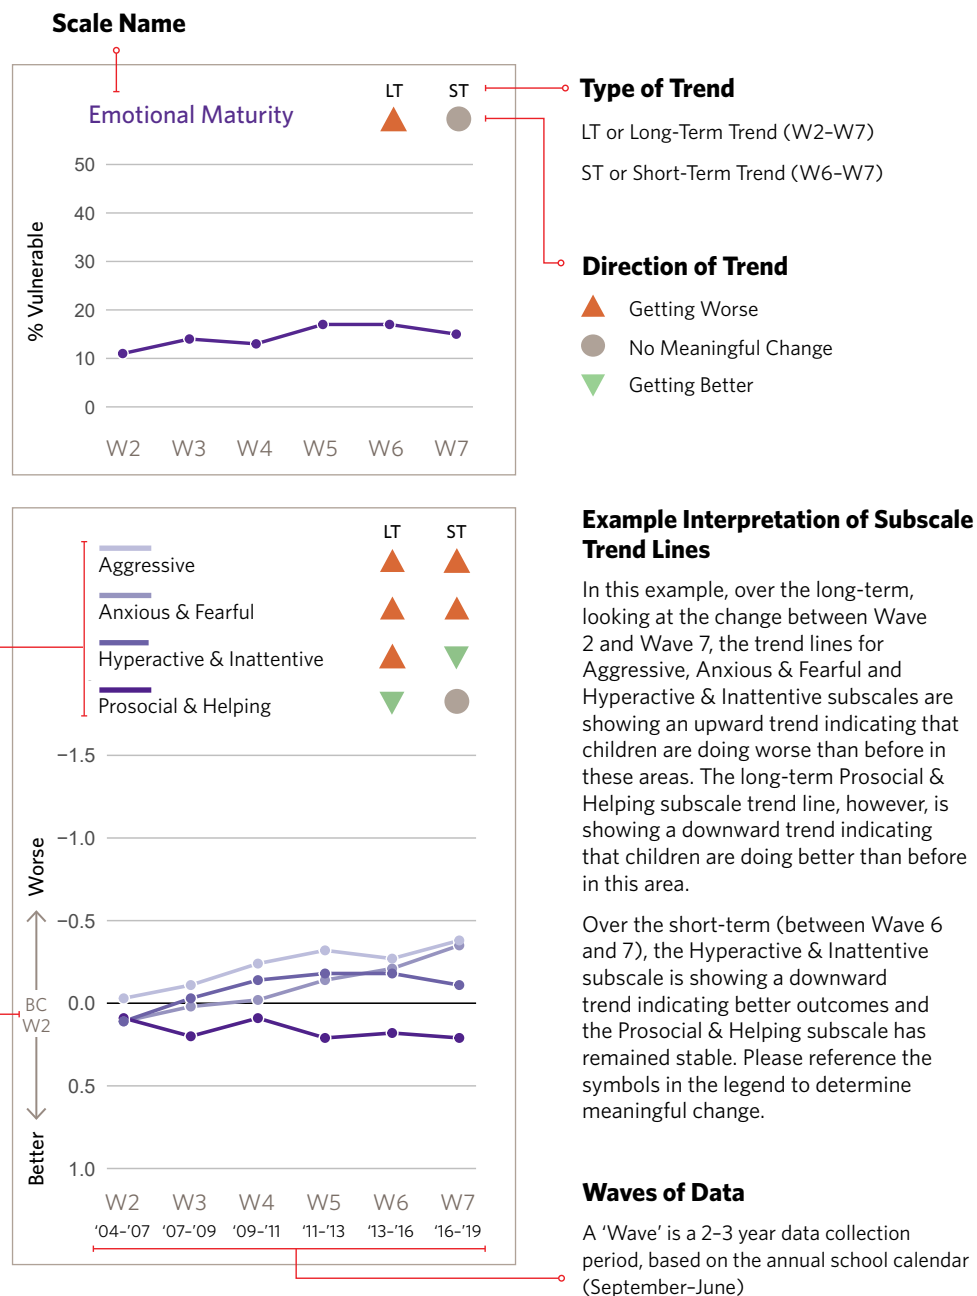 Scale Name
Emotional Maturity
LT
ST
% Vulnerable
50
40
30
20
10
0
W2
W3
W4
W5
W6
W7
Type of Trend
LT or Long-Term Trend (W2–W7)
ST or Short-Term Trend (W6–W7)
Direction of Trend
Getting Worse
No Meaningful Change
Getting Better
LT
ST
Aggressive
Anxious & Fearful
Hyperactive & Inattentive
Prosocial & Helping
−1.5
−1.0
−0.5
0.0
0.5
1.0
Worse
BC
W2
Better
W2
W3
W4
W5
W6
W7
‘04–’07
‘07–’09
‘09–’11
‘11–’13
‘13–’16
‘16–’19
Example Interpretation of Subscale
Trend Lines
In this example, over the long-term,
looking at the change between Wave
2 and Wave 7, the trend lines for
Aggressive, Anxious & Fearful and
Hyperactive & Inattentive subscales are
showing an upward trend indicating that
children are doing worse than before in
these areas. The long-term Prosocial &
Helping subscale trend line, however, is
showing a downward trend indicating
that children are doing better than before
in this area.
Over the short-term (between Wave 6
and 7), the Hyperactive & Inattentive
subscale is showing a downward
trend indicating better outcomes and
the Prosocial & Helping subscale has
remained stable. Please reference the
symbols in the legend to determine
meaningful change.
Waves of Data
A ‘Wave’ is a 2–3 year data collection
period, based on the annual school calendar
(September–June)